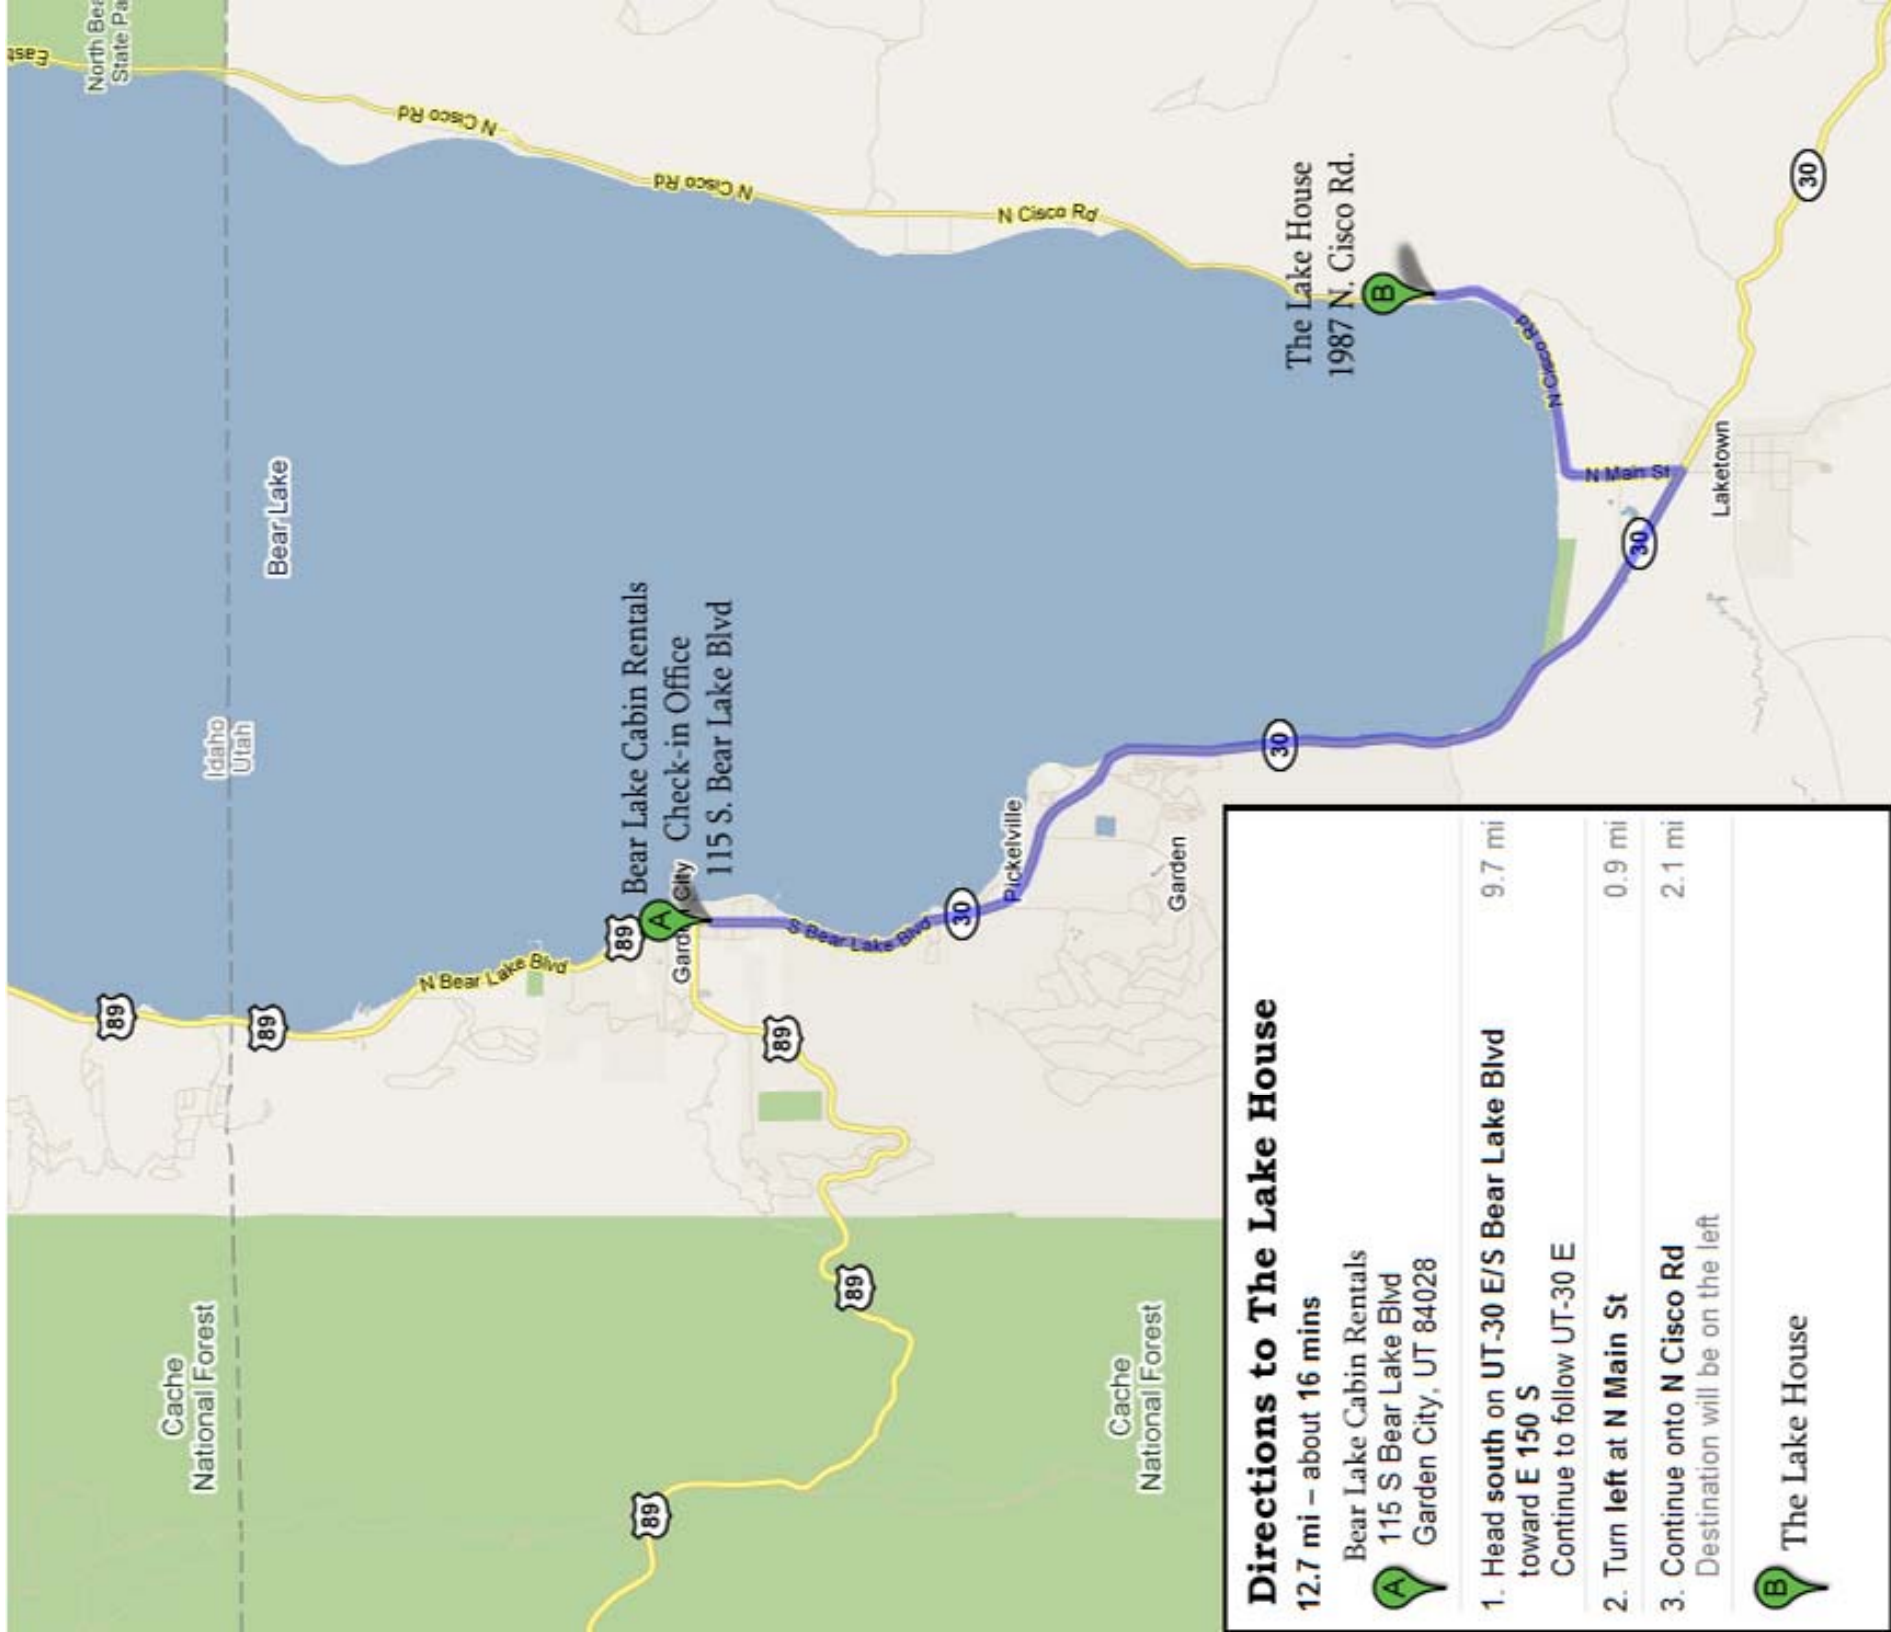 East
North Bea
State Pa
89
Cache
National Forest
Idaho
Utah
89
Bear Lake
N Cisco Rd
N Bear Lake Blvd
89
Bear Lake Cabin Rentals
Check-in Office
115 S. Bear Lake Blvd
A
City
89
N Cisco Rd
89
S Bear Lake Blvd
89
30
Pickelville
N Cisco Rd
Cache
National Forest
Garden
30
The Lake House
1987 N. Cisco Rd.
B
N Cisco Rd
N Main St
30
Laketown
30
Directions to The Lake House
12.7 mi – about 16 mins
Bear Lake Cabin Rentals
A
115 S Bear Lake Blvd
Garden City, UT 84028
1. Head south on UT-30 E/S Bear Lake Blvd 9.7 mi
toward E 150 S
Continue to follow UT-30 E
2. Turn left at N Main St 0.9 mi
3. Continue onto N Cisco Rd 2.1 mi
Destination will be on the left
B
The Lake House